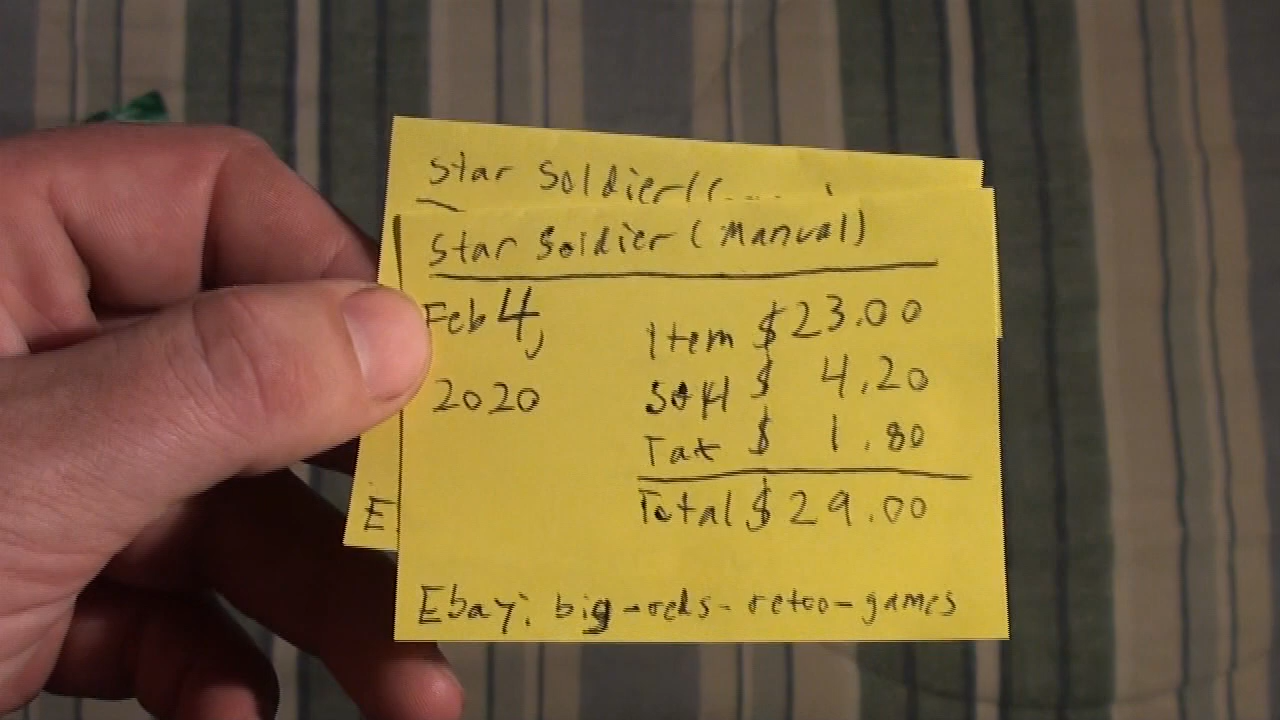 Star Soldier(
Star Soldier (Manual)
Feb 4,
2020
Item $23.00
S&H $ 4.20
Tax $ 1.80
Total $29.00
E
Ebay: big-reds-retro-games